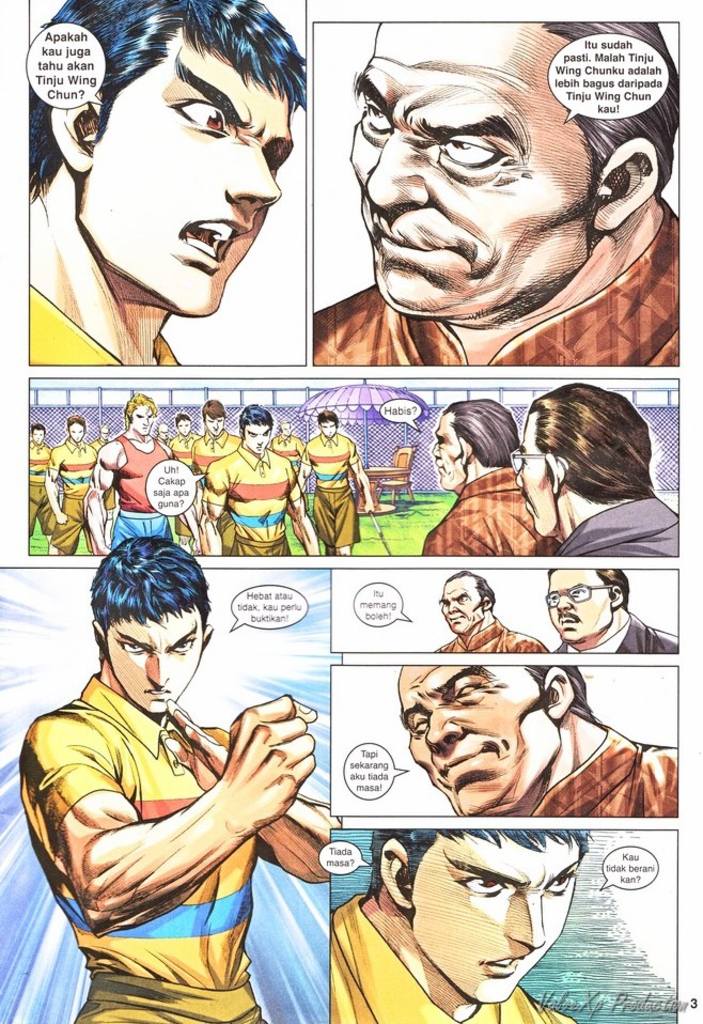 Apakah
kau juga
tahu akan
Tinju Wing
Chun?
Itu sudah
pasti. Malah Tinju
Wing Chunku adalah
lebih bagus daripada
Tinju Wing Chun
kau!
Habis?
Uh!
Cakap
saja apa
guna?
Hebat atau
tidak, kau perlu
buktikan!
Itu
memang
boleh!
Tapi
sekarang
aku tiada
masa!
Tiada
masa?
Kau
tidak berani
kan?
3